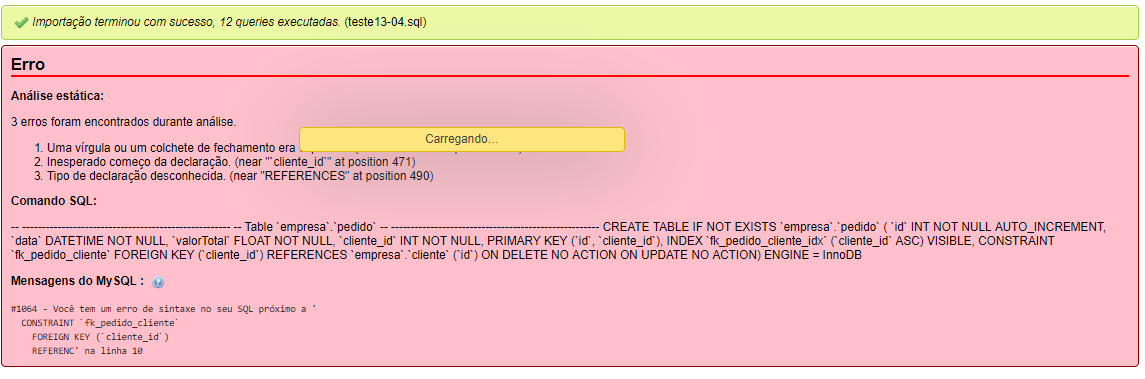 Importação terminou com sucesso, 12 queries executadas. (teste13-04.sql)
Erro
Análise estática:
3 erros foram encontrados durante análise.
Carregando...
1. Uma vírgula ou um colchete de fechamento era
2. Inesperado começo da declaração. (near "`cliente_id`" at position 471)
3. Tipo de declaração desconhecida. (near "REFERENCES" at position 490)
Comando SQL:
-- ----------------------------------------------------- -- Table `empresa`.`pedido` -- ----------------------------------------------------- CREATE TABLE IF NOT EXISTS `empresa`.`pedido` ( `id` INT NOT NULL AUTO_INCREMENT,
`data` DATETIME NOT NULL, `valorTotal` FLOAT NOT NULL, `cliente_id` INT NOT NULL, PRIMARY KEY (`id`, `cliente_id`), INDEX `fk_pedido_cliente_idx` (`cliente_id` ASC) VISIBLE, CONSTRAINT
`fk_pedido_cliente` FOREIGN KEY (`cliente_id`) REFERENCES `empresa`.`cliente` (`id`) ON DELETE NO ACTION ON UPDATE NO ACTION) ENGINE = InnoDB
Mensagens do MySQL :
#1064 - Você tem um erro de sintaxe no seu SQL próximo a '
CONSTRAINT `fk_pedido_cliente`
FOREIGN KEY (`cliente_id`)
REFERENC' na linha 10